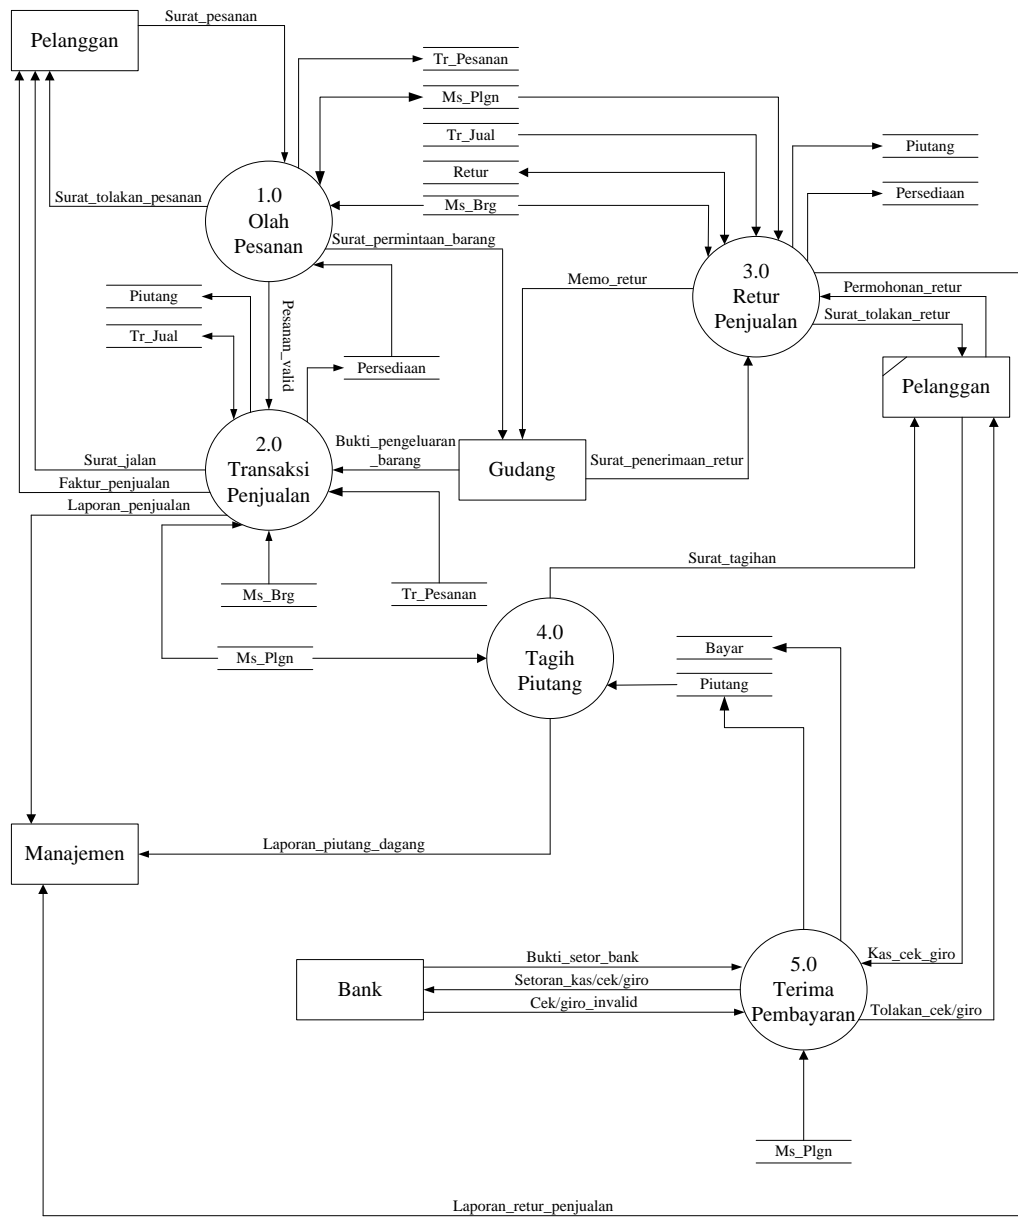 Surat_pesanan
Pelanggan
Tr_Pesanan
Ms_Plgn
Tr_Jual
Piutang
Retur
Persediaan
Ms_Brg
Surat_tolakan_pesanan
1.0
Olah
Pesanan
Surat_permintaan_barang
3.0
Retur
Penjualan
Memo_retur
Permohonan_retur
Surat_tolakan_retur
Piutang
Tr_Jual
Pesanan_valid
Persediaan
Pelanggan
2.0
Transaksi
Penjualan
Bukti_pengeluaran
_barang
Gudang
Surat_penerimaan_retur
Surat_jalan
Faktur_penjualan
Laporan_penjualan
Surat_tagihan
Ms_Brg
Tr_Pesanan
4.0
Tagih
Piutang
Ms_Plgn
Bayar
Piutang
Manajemen
Laporan_piutang_dagang
Bank
Bukti_setor_bank
Setoran_kas/cek/giro
Cek/giro_invalid
5.0
Terima
Pembayaran
Kas_cek_giro
Tolakan_cek/giro
Ms_Plgn
Laporan_retur_penjualan